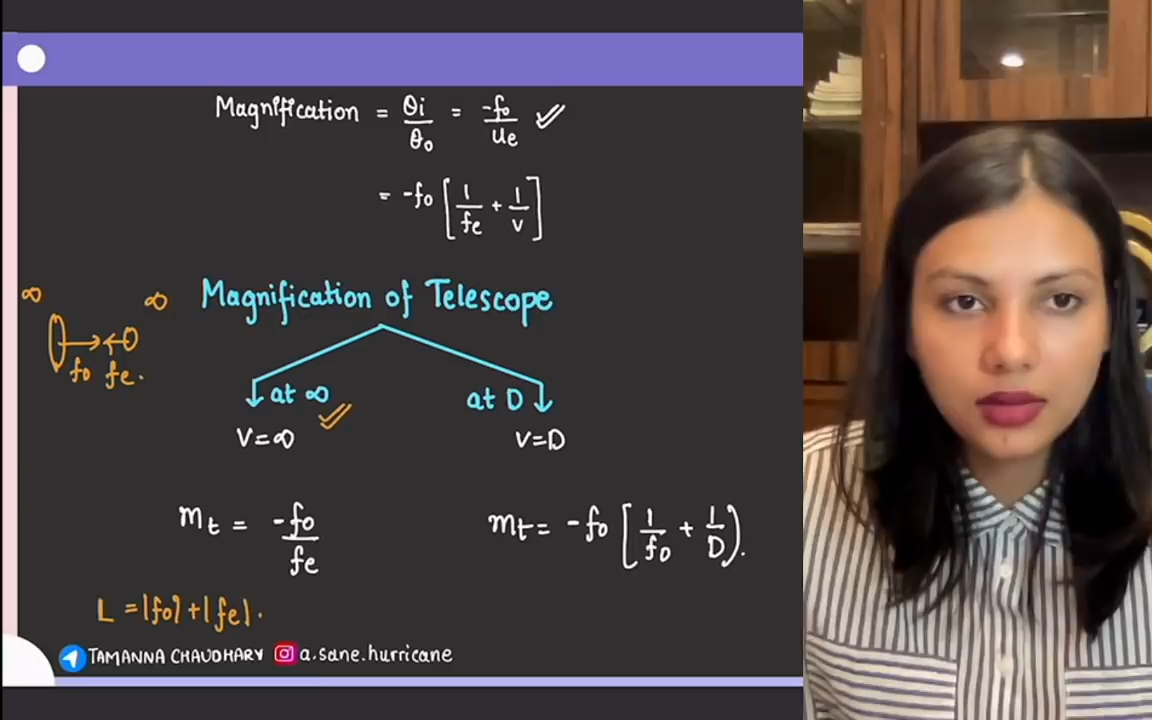 Magnification = θi/θo = -fo/ue
= -fo [1/fe + 1/v]
∞ ∞
Magnification of Telescope
fo fe.
at ∞ at D
V=∞ V=D
mt = -fo/fe
mt = -fo [1/fo + 1/D).
L = |fo| + |fe|.
TAMANNA CHAUDHARY a.sane.hurricane